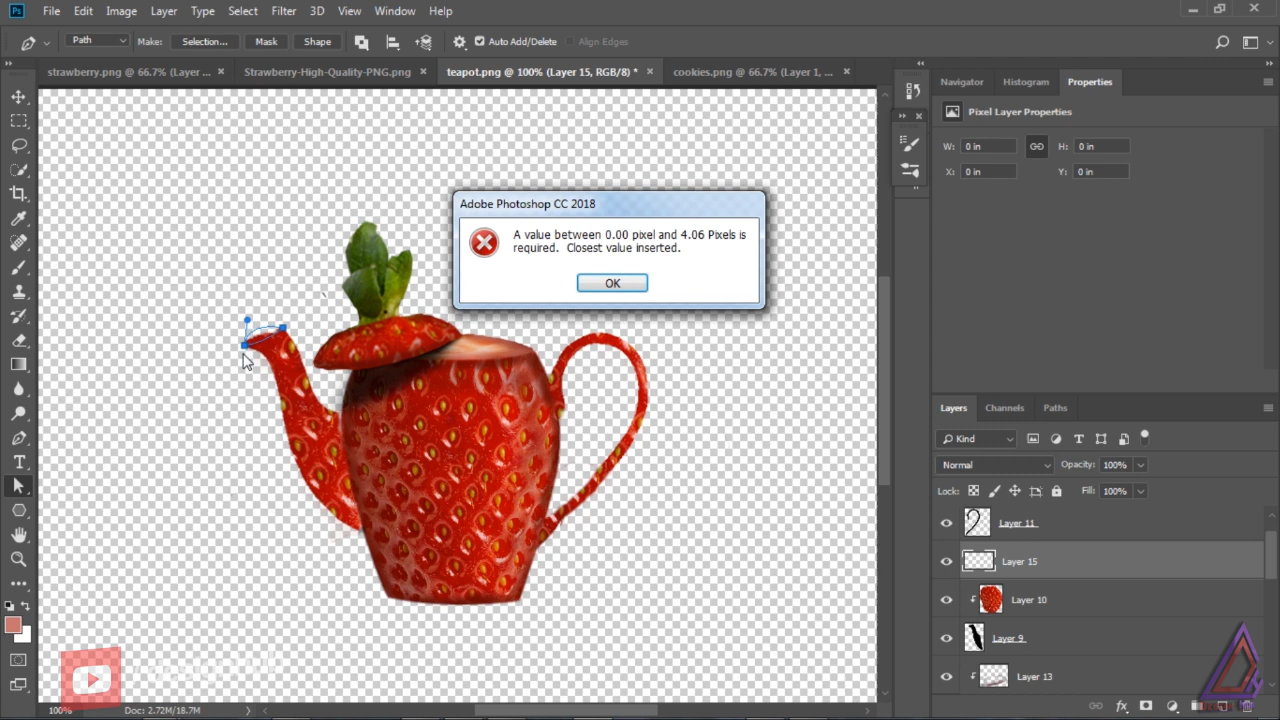 Ps File Edit Image Layer Type Select Filter 3D View Window Help
Path Make: Selection... Mask Shape Auto Add/Delete Align Edges
strawberry.png @ 66.7% (Layer ... × Strawberry-High-Quality-PNG.png × teapot.png @ 100% (Layer 15, RGB/8) * × cookies.png @ 66.7% (Layer 1, ... ×
Navigator Histogram Properties
Pixel Layer Properties
W: 0 in H: 0 in
X: 0 in Y: 0 in
Adobe Photoshop CC 2018
A value between 0.00 pixel and 4.06 Pixels is
required. Closest value inserted.
OK
Layers Channels Paths
Kind
Normal Opacity: 100%
Lock: Fill: 100%
Layer 11
Layer 15
Layer 10
Layer 9
Layer 13
100% Doc: 2.72M/18.7M